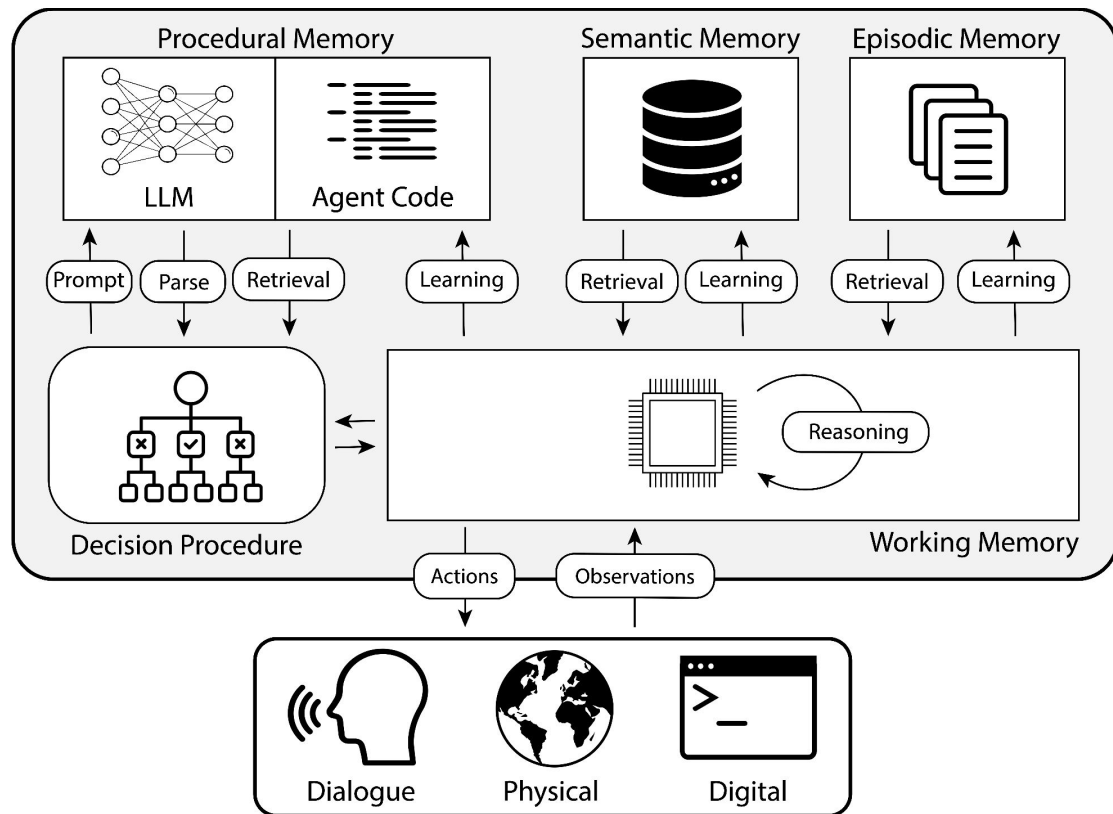 Procedural Memory
Semantic Memory
Episodic Memory
LLM
Agent Code
Prompt
Parse
Retrieval
Learning
Retrieval
Learning
Retrieval
Learning
Reasoning
Decision Procedure
Working Memory
Actions
Observations
>_
Dialogue
Physical
Digital